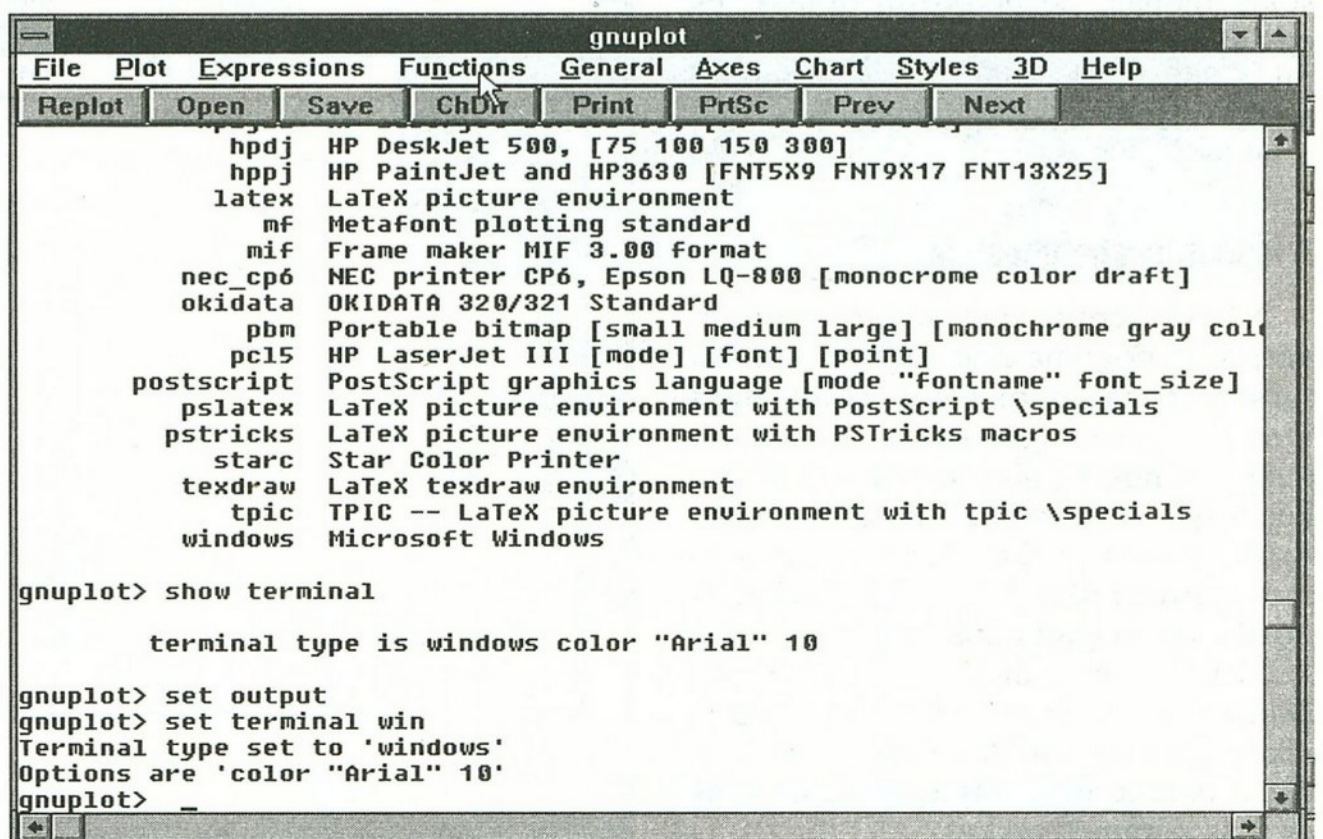 gnuplot
File Plot Expressions Functions General Axes Chart Styles 3D Help
Replot Open Save ChDir Print PrtSc Prev Next
hpdj HP DeskJet 500, [75 100 150 300]
hppj HP PaintJet and HP3630 [FNT5X9 FNT9X17 FNT13X25]
latex LaTeX picture environment
mf Metafont plotting standard
mif Frame maker MIF 3.00 format
nec_cp6 NEC printer CP6, Epson LQ-800 [monocrome color draft]
okidata OKIDATA 320/321 Standard
pbm Portable bitmap [small medium large] [monochrome gray colo
pcl5 HP LaserJet III [mode] [font] [point]
postscript PostScript graphics language [mode "fontname" font_size]
pslatex LaTeX picture environment with PostScript \specials
pstricks LaTeX picture environment with PSTricks macros
starc Star Color Printer
texdraw LaTeX texdraw environment
tpic TPIC -- LaTeX picture environment with tpic \specials
windows Microsoft Windows
gnuplot> show terminal
terminal type is windows color "Arial" 10
gnuplot> set output
gnuplot> set terminal win
Terminal type set to 'windows'
Options are 'color "Arial" 10'
gnuplot> _